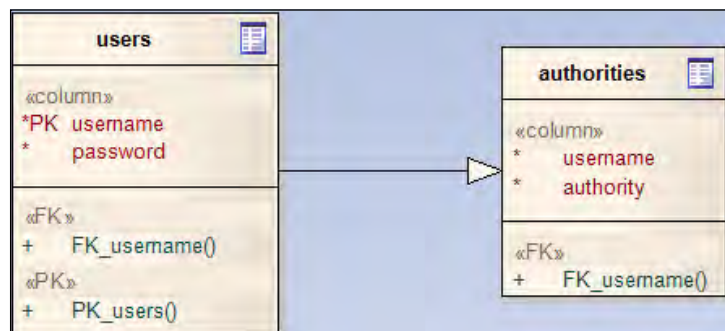 users
«column»
*PK username
* password
«FK»
+ FK_username()
«PK»
+ PK_users()
authorities
«column»
* username
* authority
«FK»
+ FK_username()